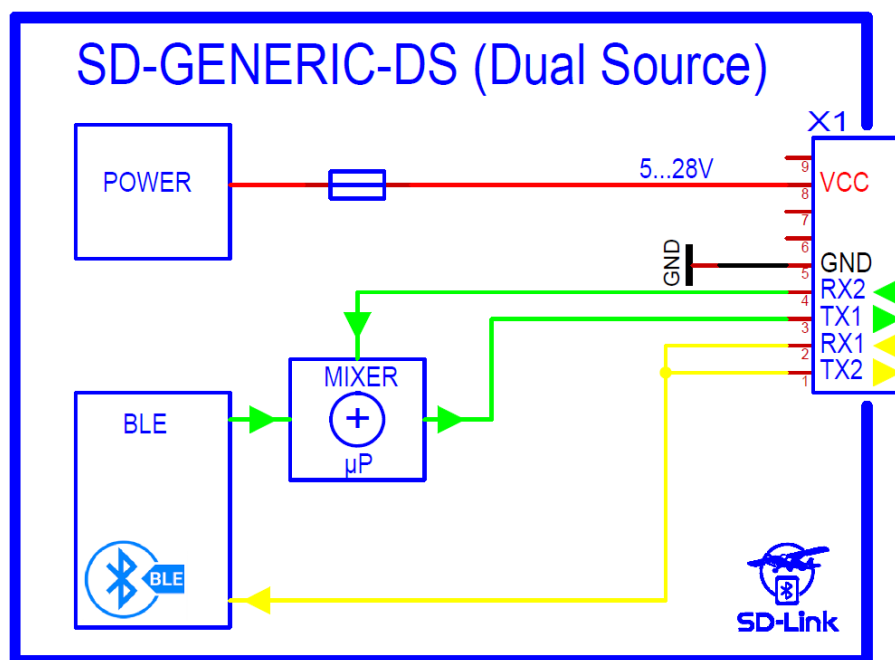 SD-GENERIC-DS (Dual Source)
X1
POWER
5...28V
9
8 VCC
7
6
GND
5 GND
4 RX2
3 TX1
2 RX1
1 TX2
MIXER
+
µP
BLE
BLE
SD-Link